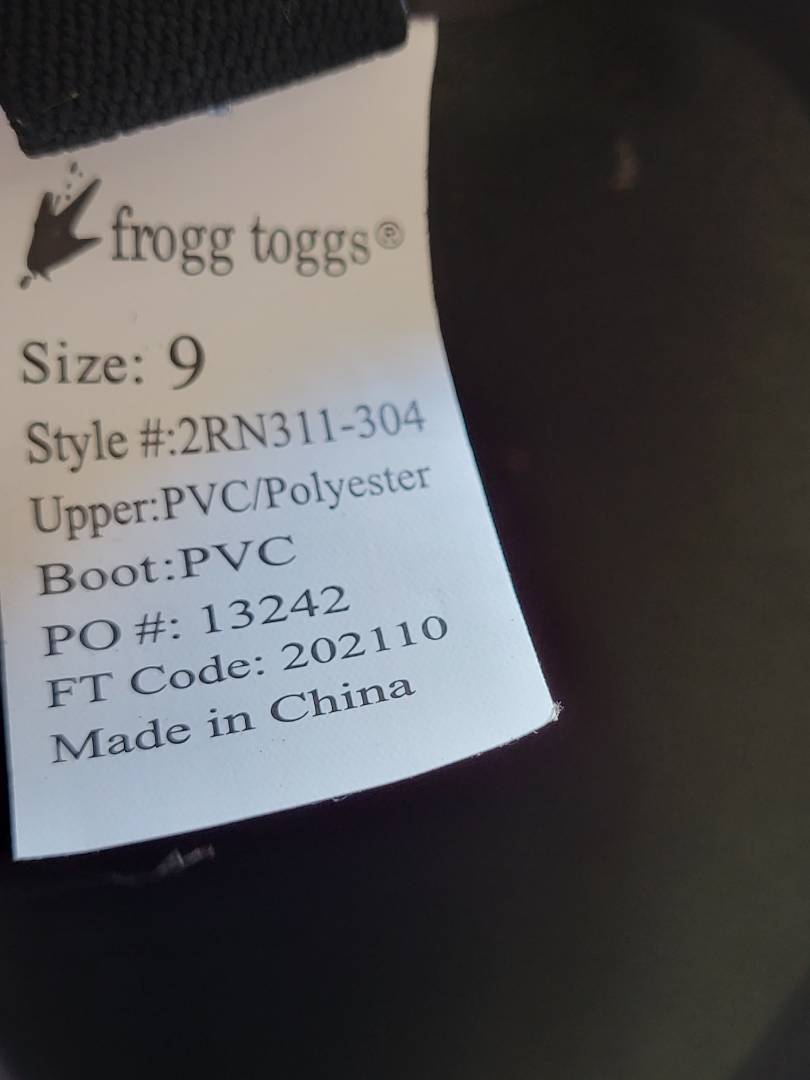 frogg toggs®
Size: 9
Style #:2RN311-304
Upper:PVC/Polyester
Boot:PVC
PO #: 13242
FT Code: 202110
Made in China